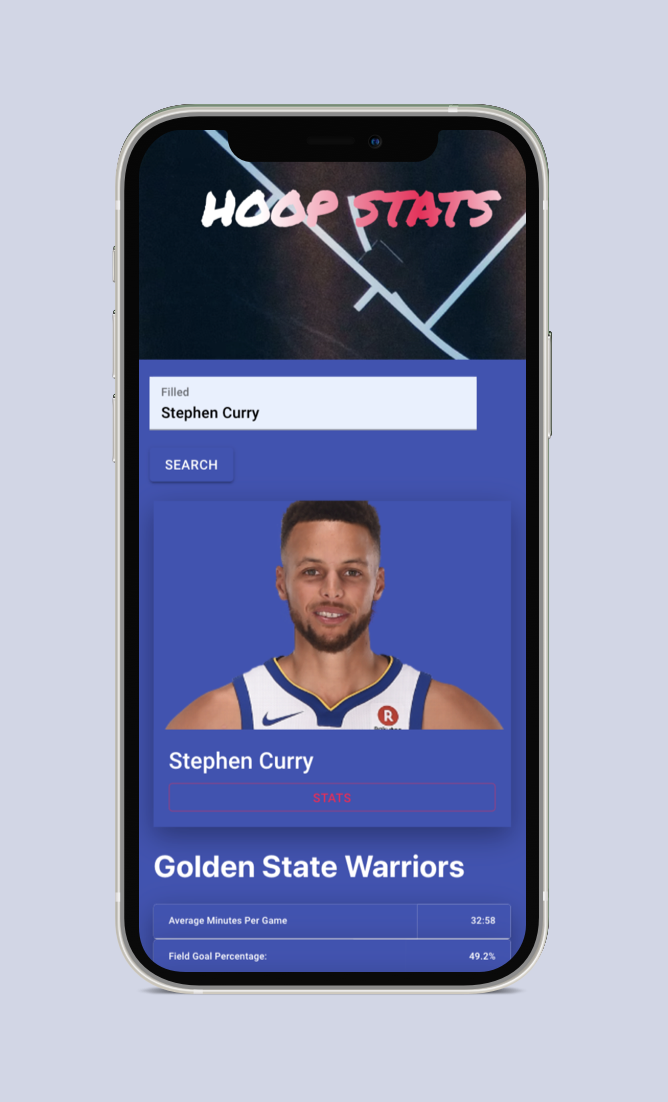 HOOP STATS
Filled
Stephen Curry
SEARCH
R
Stephen Curry
STATS
Golden State Warriors
Average Minutes Per Game 32:58
Field Goal Percentage: 49.2%